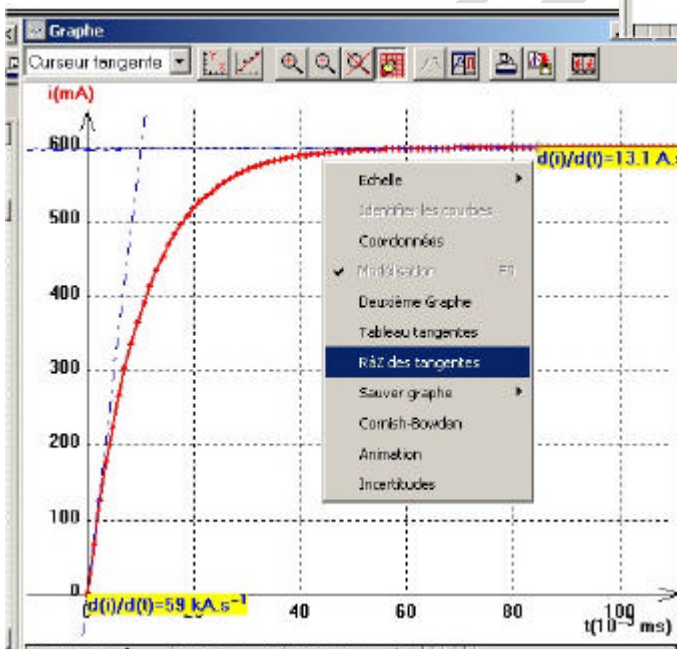 Graphe
Curseur tangente
i(mA)
600
d(i)/d(t)=13.1 A.s
Echelle
Identifier les courbes
500
Coordonnées
Modélisation F9
400
Deuxième Graphe
Tableau tangentes
300
RàZ des tangentes
Sauver graphe
200
Cornish-Bowden
Animation
Incertitudes
100
0
d(i)/d(t)=59 kA.s⁻¹
40
60
80
100
t(10⁻³ ms)